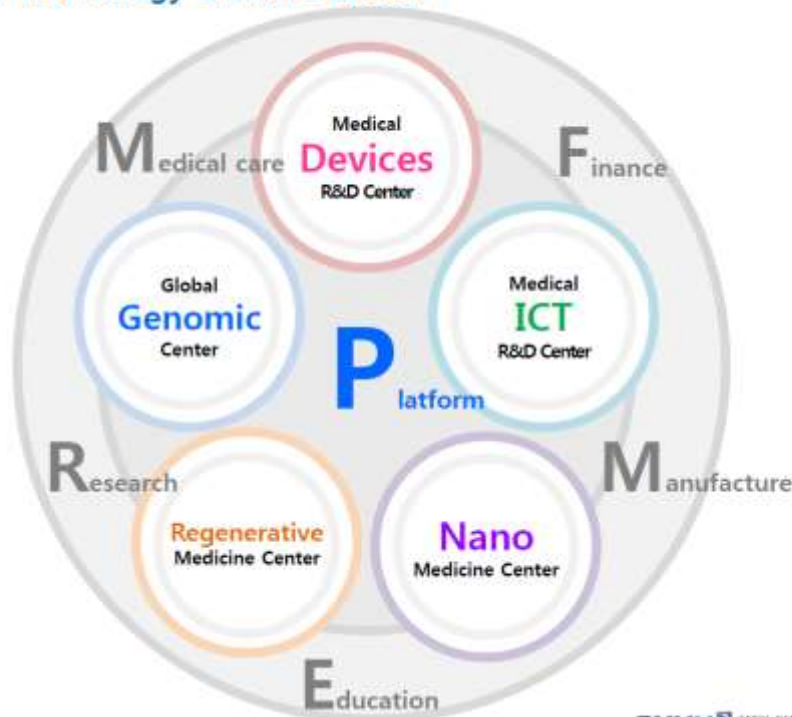 Medical
Devices
R&D Center
Medical care
Finance
Global
Genomic
Center
Medical
ICT
R&D Center
Platform
Research
Manufacture
Regenerative
Medicine Center
Nano
Medicine Center
Education